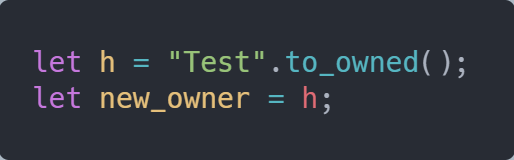 let h = "Test".to_owned();
let new_owner = h;